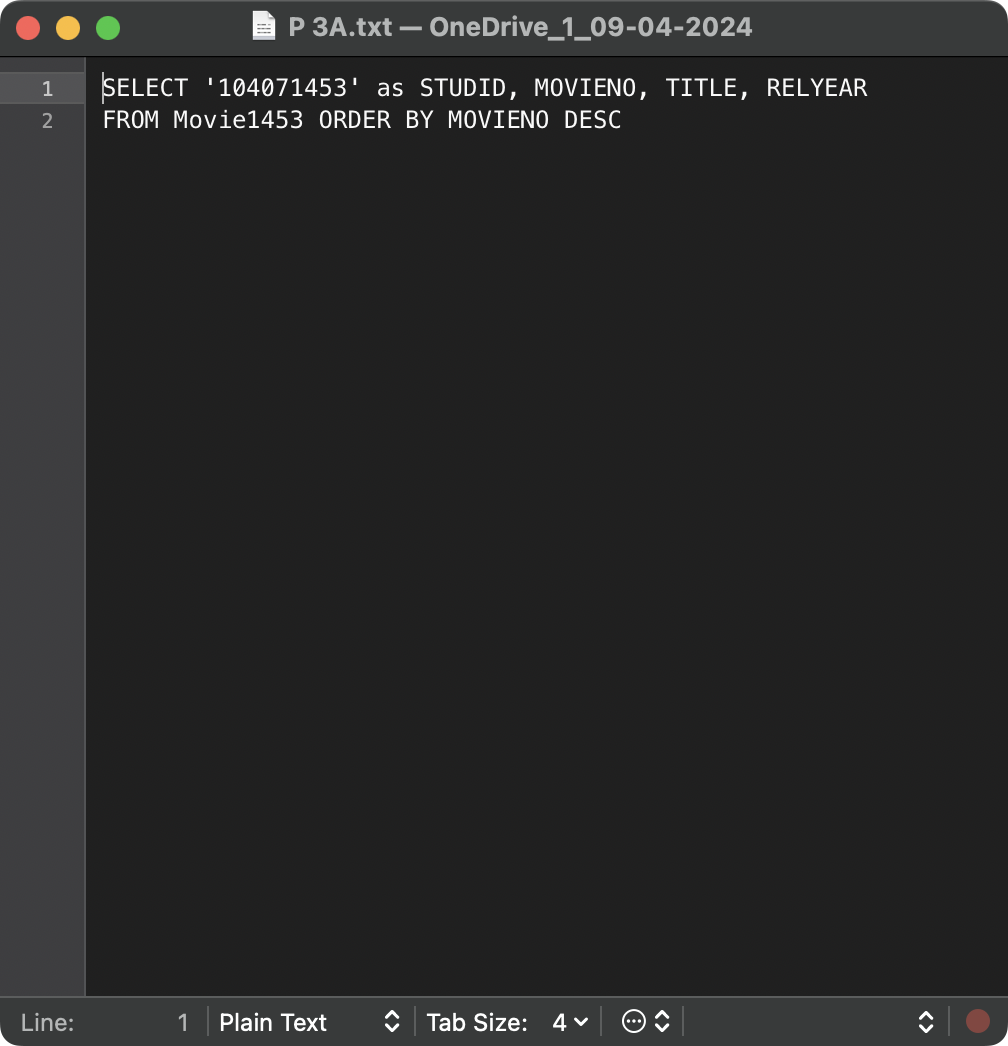 P 3A.txt — OneDrive_1_09-04-2024
1 SELECT '104071453' as STUDID, MOVIENO, TITLE, RELYEAR
2 FROM Movie1453 ORDER BY MOVIENO DESC
Line: 1 Plain Text Tab Size: 4